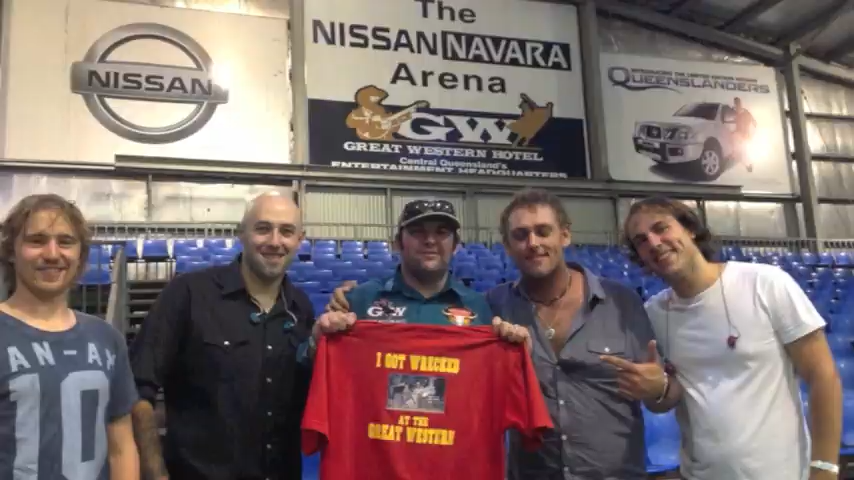 NISSAN
The
NISSAN NAVARA
Arena
GW
GREAT WESTERN HOTEL
Central Queensland's
ENTERTAINMENT HEADQUARTERS
QUEENSLANDERS
AN-AM
10
GW
I GOT WRECKED
AT THE
GREAT WESTERN